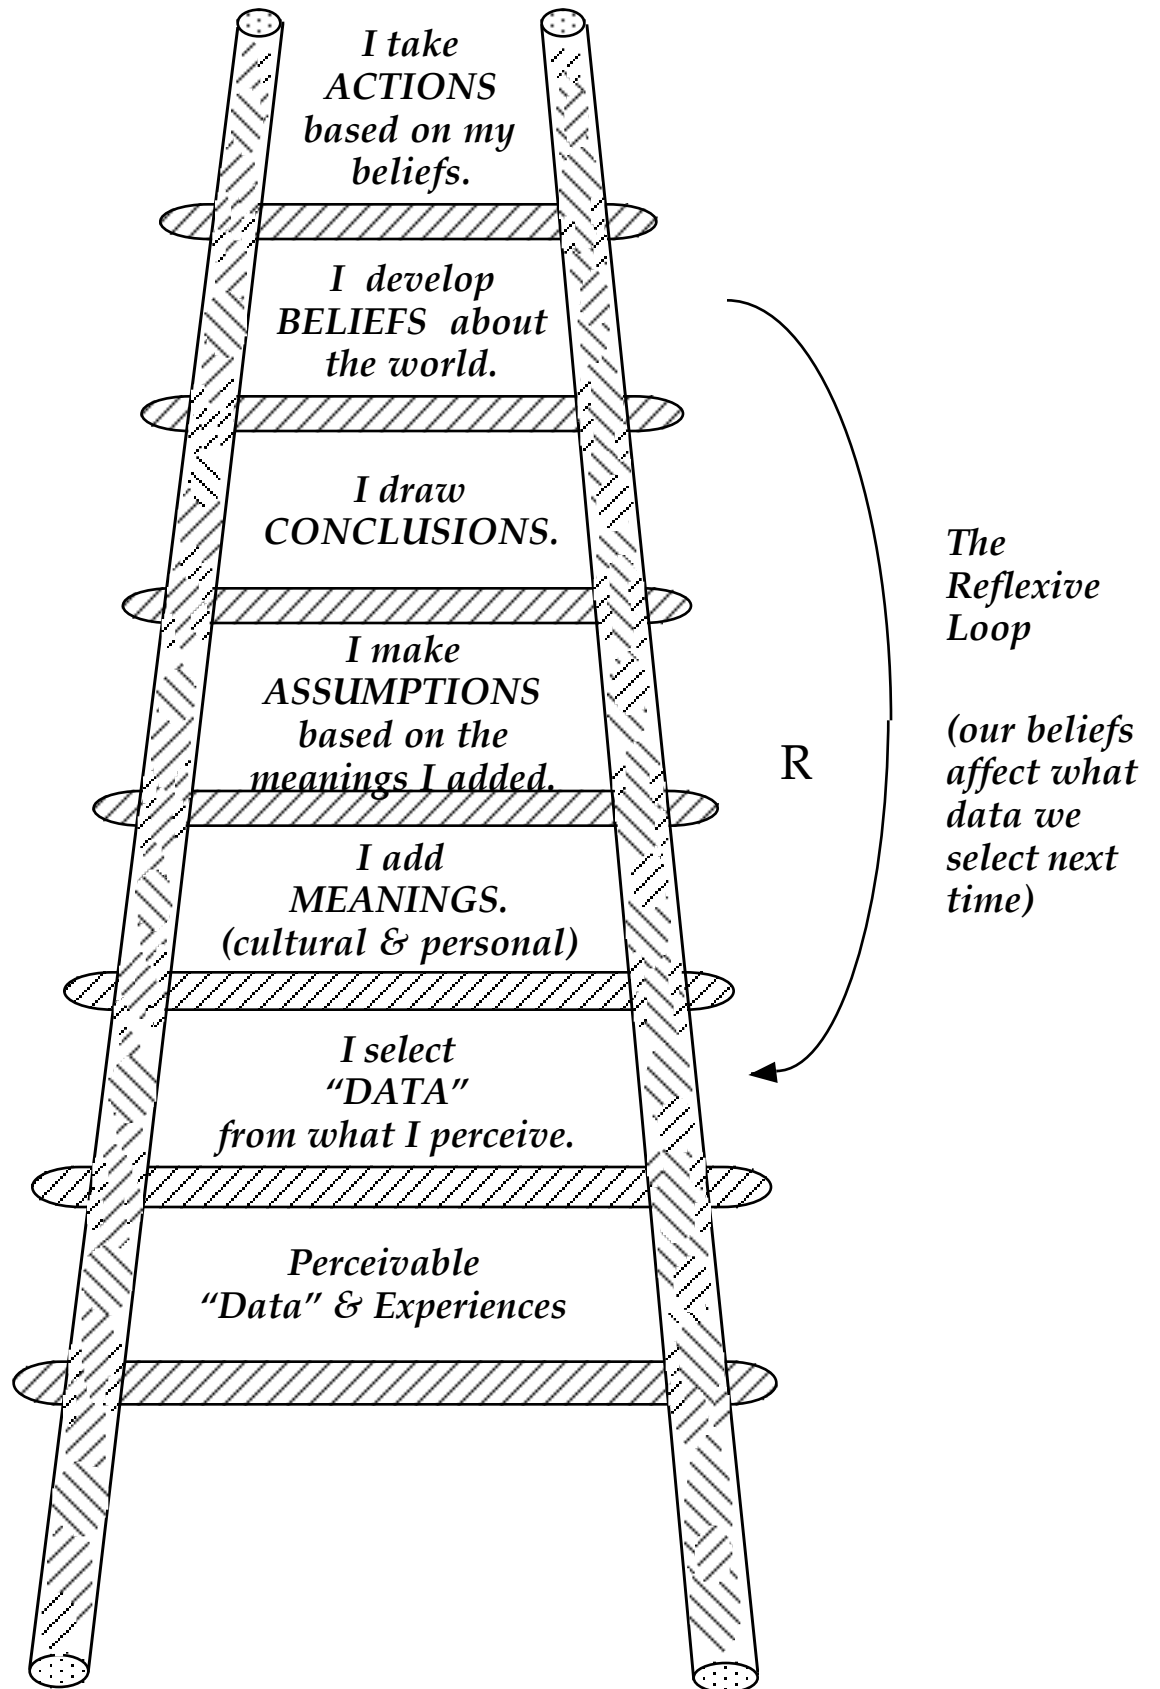 I take
ACTIONS
based on my
beliefs.
I develop
BELIEFS about
the world.
I draw
CONCLUSIONS.
I make
ASSUMPTIONS
based on the
meanings I added.
I add
MEANINGS.
(cultural & personal)
I select
“DATA”
from what I perceive.
Perceivable
“Data” & Experiences
R
The
Reflexive
Loop
(our beliefs
affect what
data we
select next
time)